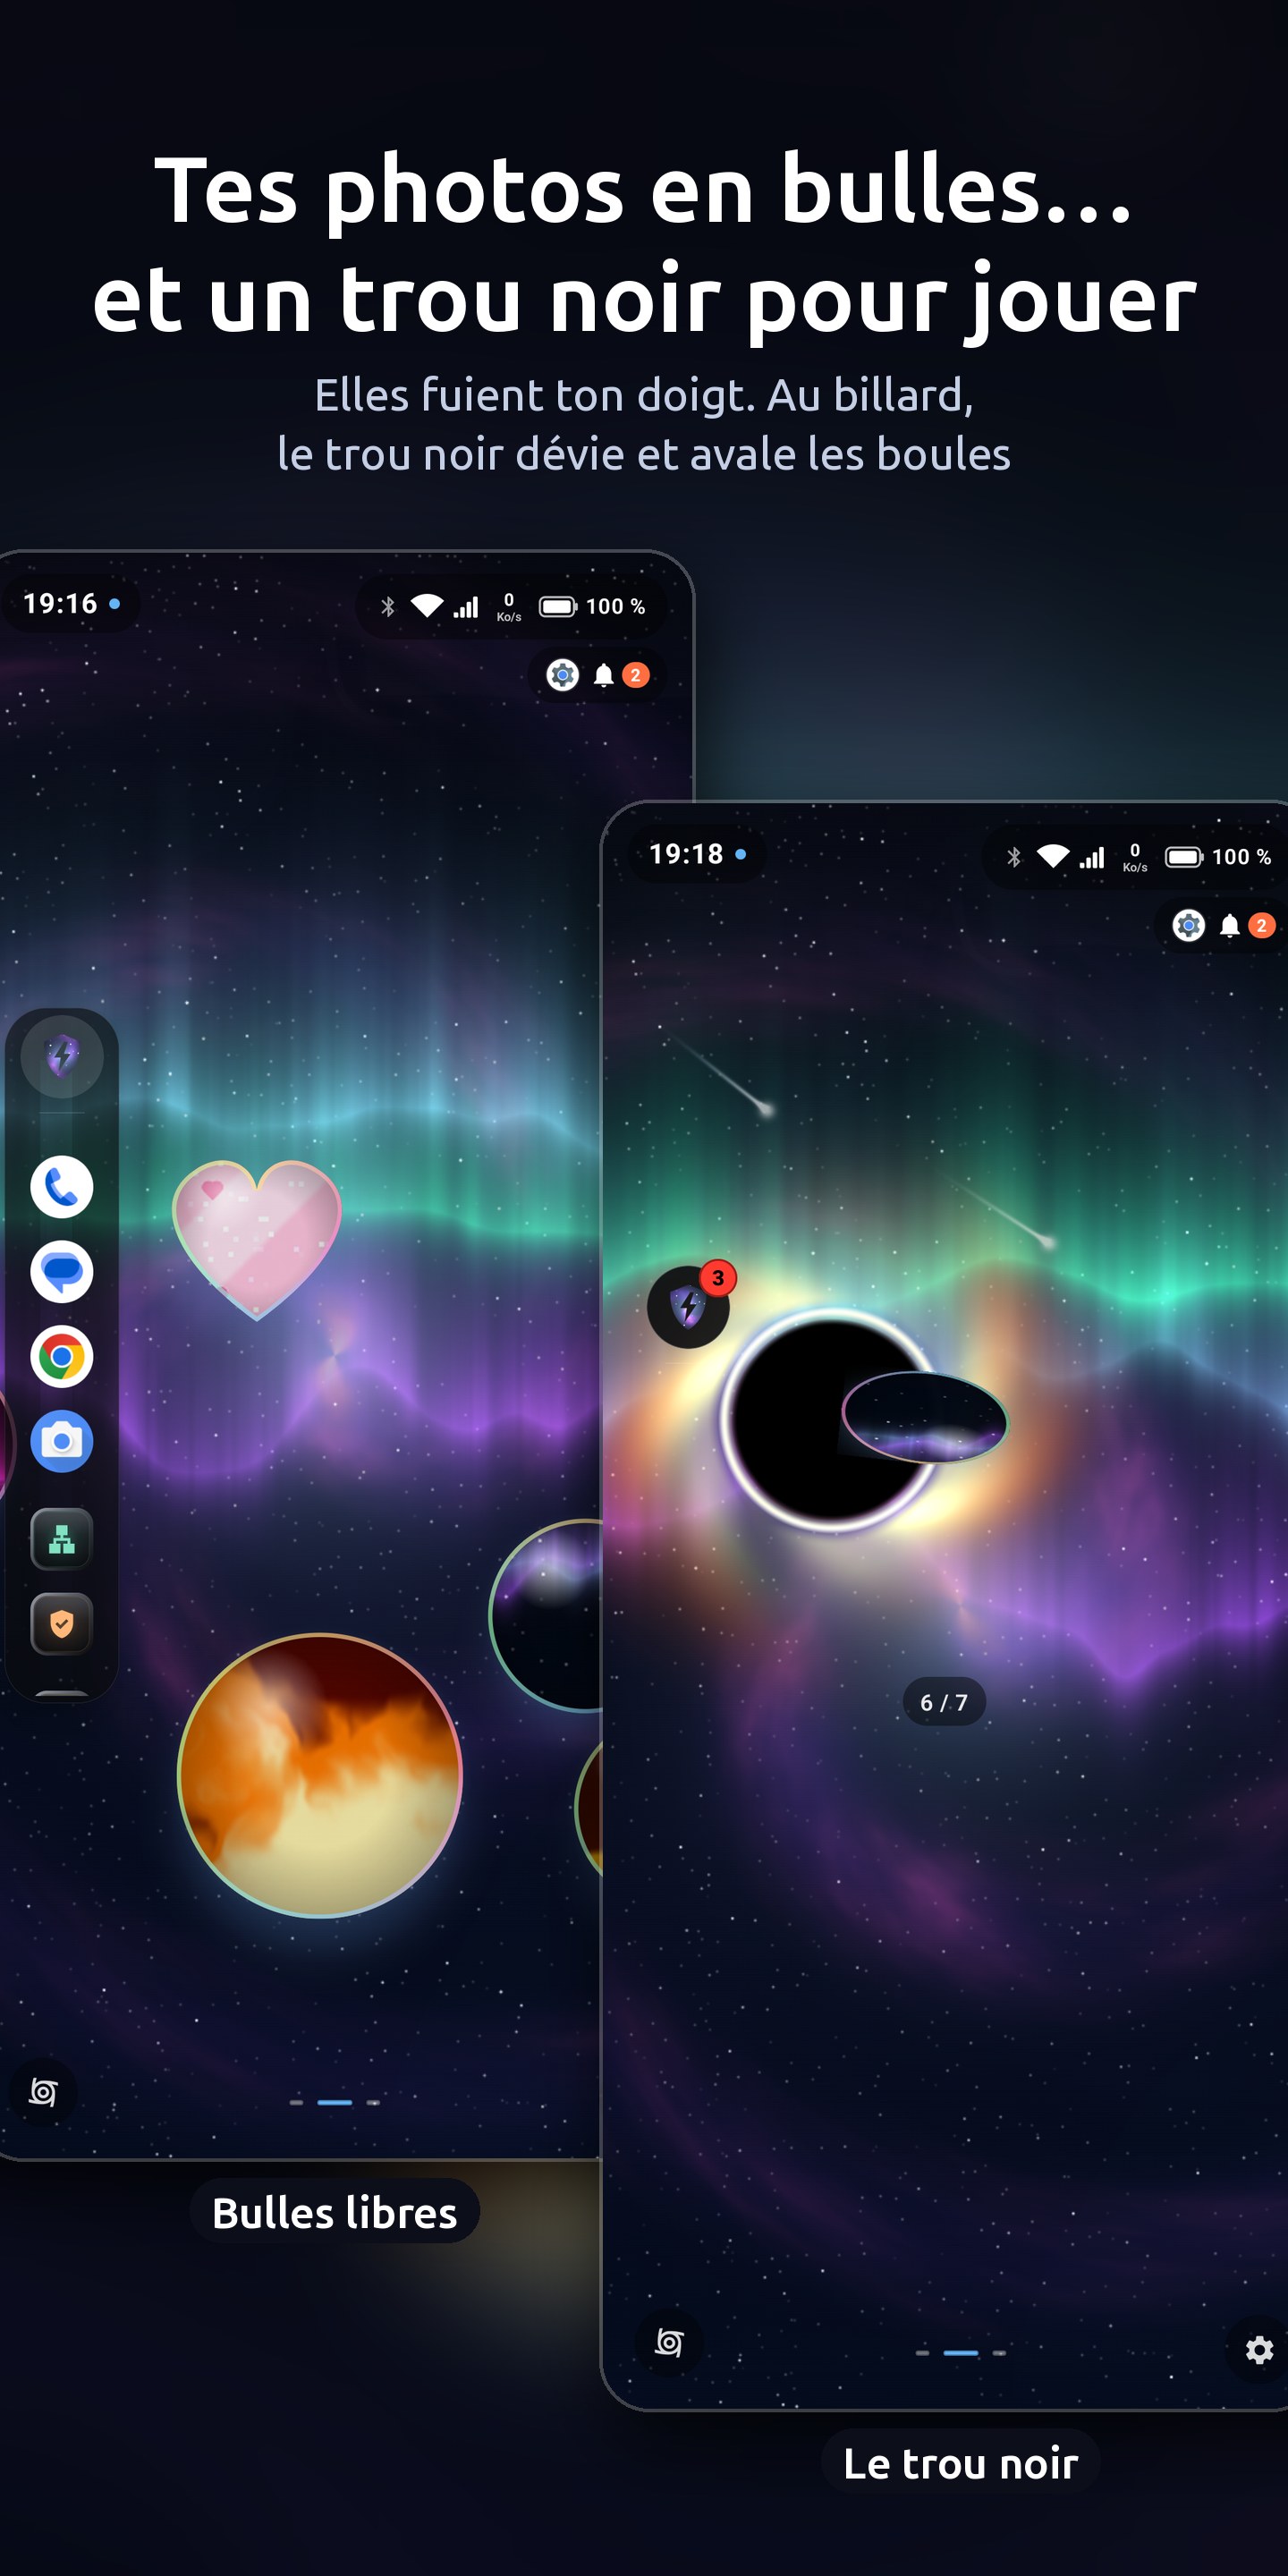 Tes photos en bulles...
et un trou noir pour jouer
Elles fuient ton doigt. Au billard,
le trou noir dévie et avale les boules
19:16
0
Ko/s
100 %
2
19:18
0
Ko/s
100 %
2
3
6 / 7
Bulles libres
Le trou noir